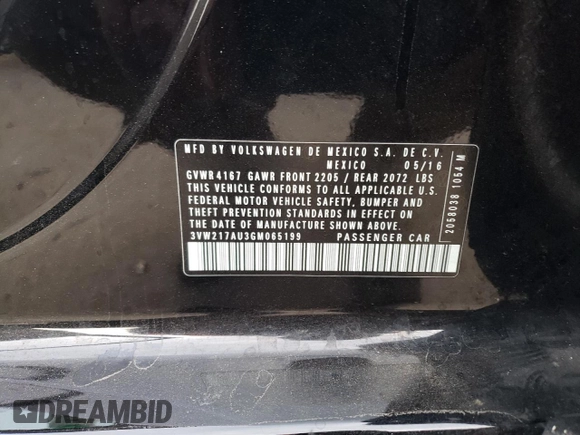 MFD BY VOLKSWAGEN DE MEXICO S.A. DE C.V.
MEXICO 05/16
GVWR4167 GAWR FRONT 2205 / REAR 2072 LBS
THIS VEHICLE CONFORMS TO ALL APPLICABLE U.S.
FEDERAL MOTOR VEHICLE SAFETY, BUMPER AND
THEFT PREVENTION STANDARDS IN EFFECT ON
THE DATE OF MANUFACTURE SHOWN ABOVE
3VW217AU3GM065199 PASSENGER CAR
2058038 1054 M
DREAMBID